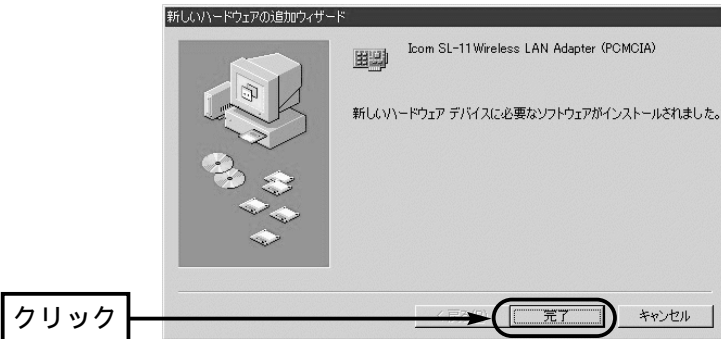 新しいハードウェアの追加ウィザード
Icom SL-11Wireless LAN Adapter (PCMCIA)
新しいハードウェア デバイスに必要なソフトウェアがインストールされました。
クリック
完了
キャンセル